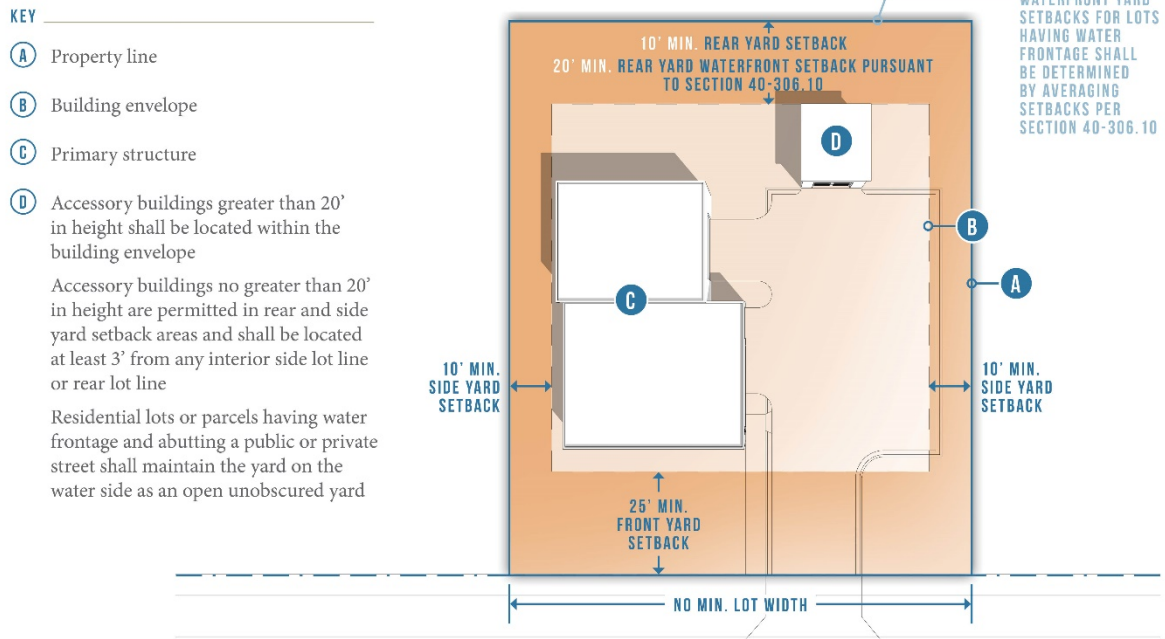 KEY
A Property line
B Building envelope
C Primary structure
D Accessory buildings greater than 20’
in height shall be located within the
building envelope
Accessory buildings no greater than 20’
in height are permitted in rear and side
yard setback areas and shall be located
at least 3’ from any interior side lot line
or rear lot line
Residential lots or parcels having water
frontage and abutting a public or private
street shall maintain the yard on the
water side as an open unobscured yard
10’ MIN. REAR YARD SETBACK
20’ MIN. REAR YARD WATERFRONT SETBACK PURSUANT
TO SECTION 40-306.10
D
B
A
C
10’ MIN.
SIDE YARD
SETBACK
10’ MIN.
SIDE YARD
SETBACK
25’ MIN.
FRONT YARD
SETBACK
NO MIN. LOT WIDTH
WATERFRONT YARD
SETBACKS FOR LOTS
HAVING WATER
FRONTAGE SHALL
BE DETERMINED
BY AVERAGING
SETBACKS PER
SECTION 40-306.10